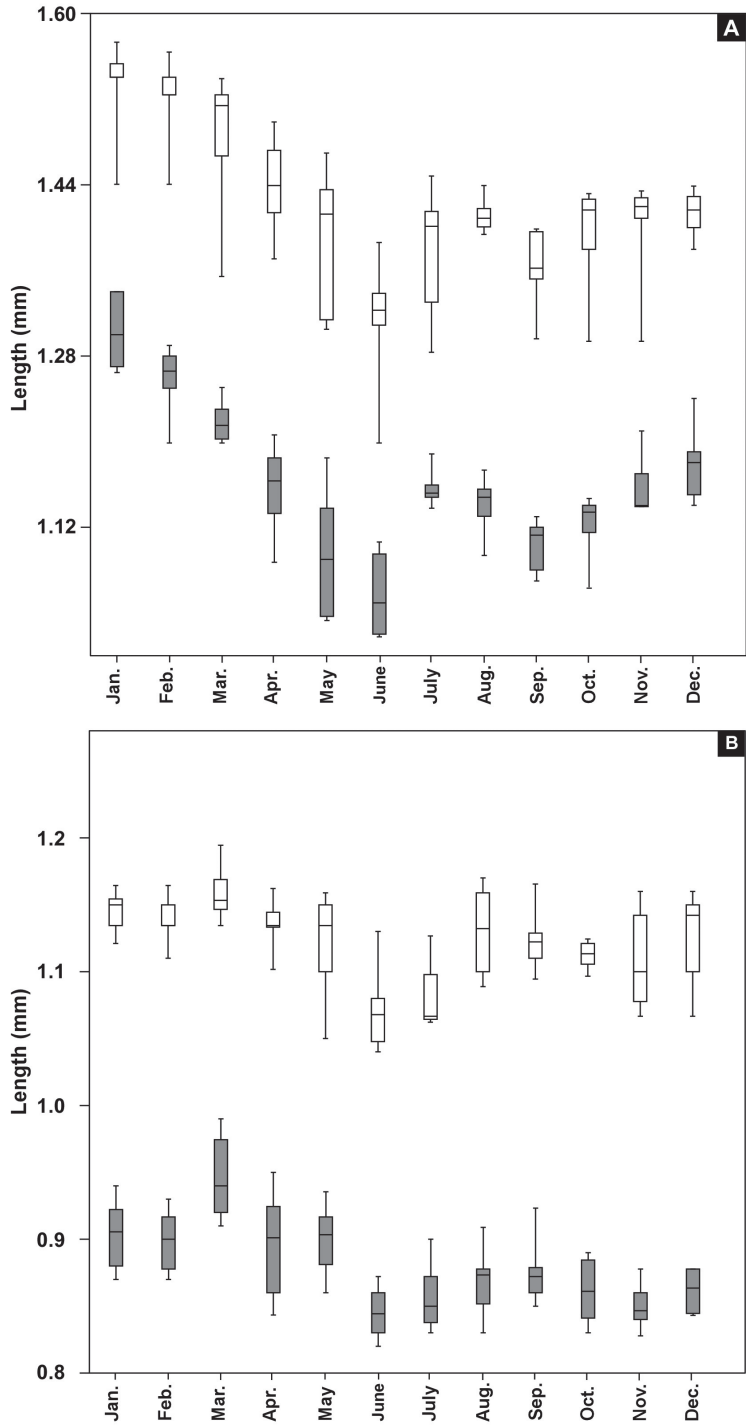 A
1.60
1.44
1.28
1.12
Length (mm)
Jan. Feb. Mar. Apr. May June July Aug. Sep. Oct. Nov. Dec.
B
1.2
1.1
1.0
0.9
0.8
Length (mm)
Jan. Feb. Mar. Apr. May June July Aug. Sep. Oct. Nov. Dec.